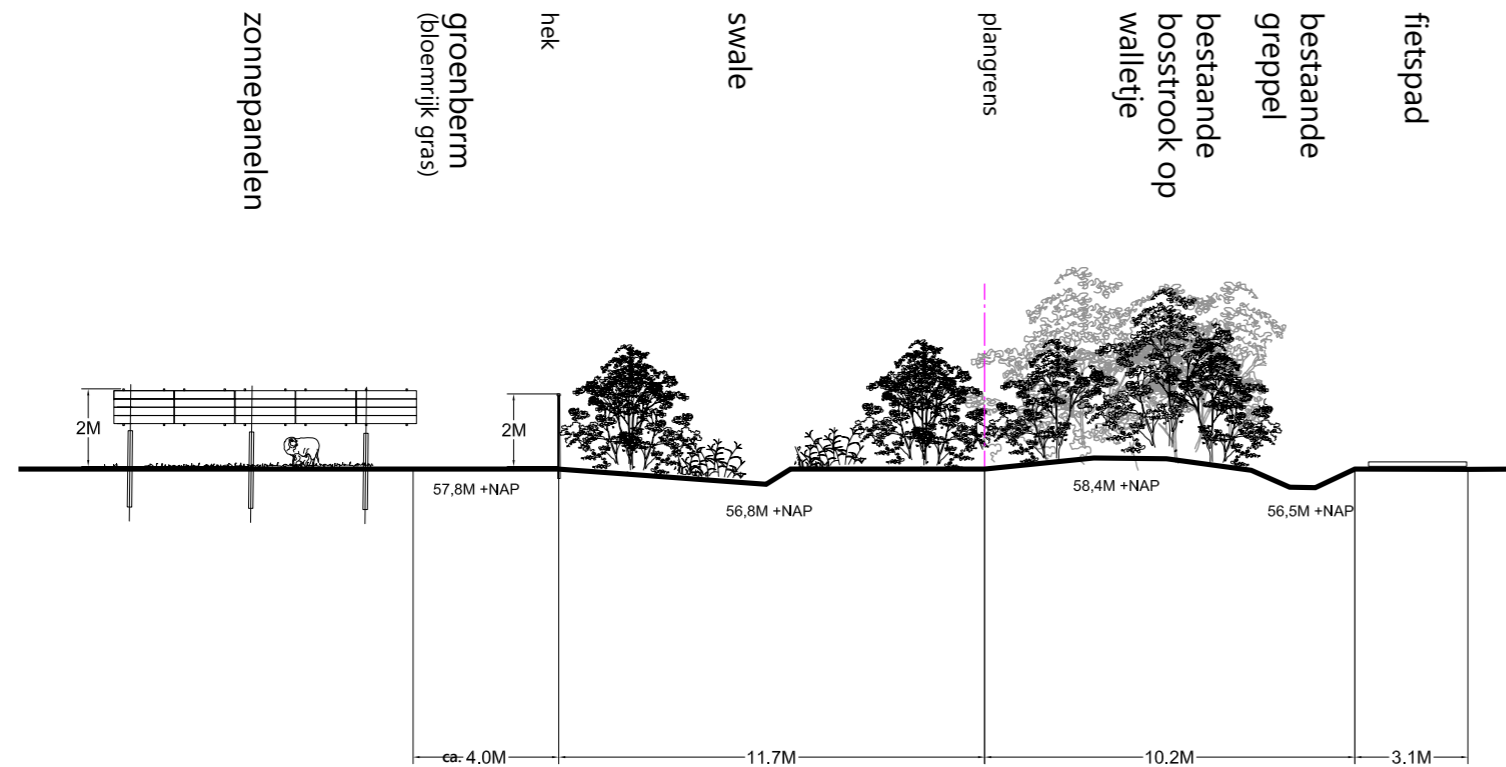 zonnepanelen
groenberm
(bloemrijk gras)
hek
swale
plangrens
bestaande
bosstrook op
walletje
bestaande
greppel
fietspad
2M
2M
57,8M +NAP
56,8M +NAP
58,4M +NAP
56,5M +NAP
ca. 4.0M
11.7M
10.2M
3.1M